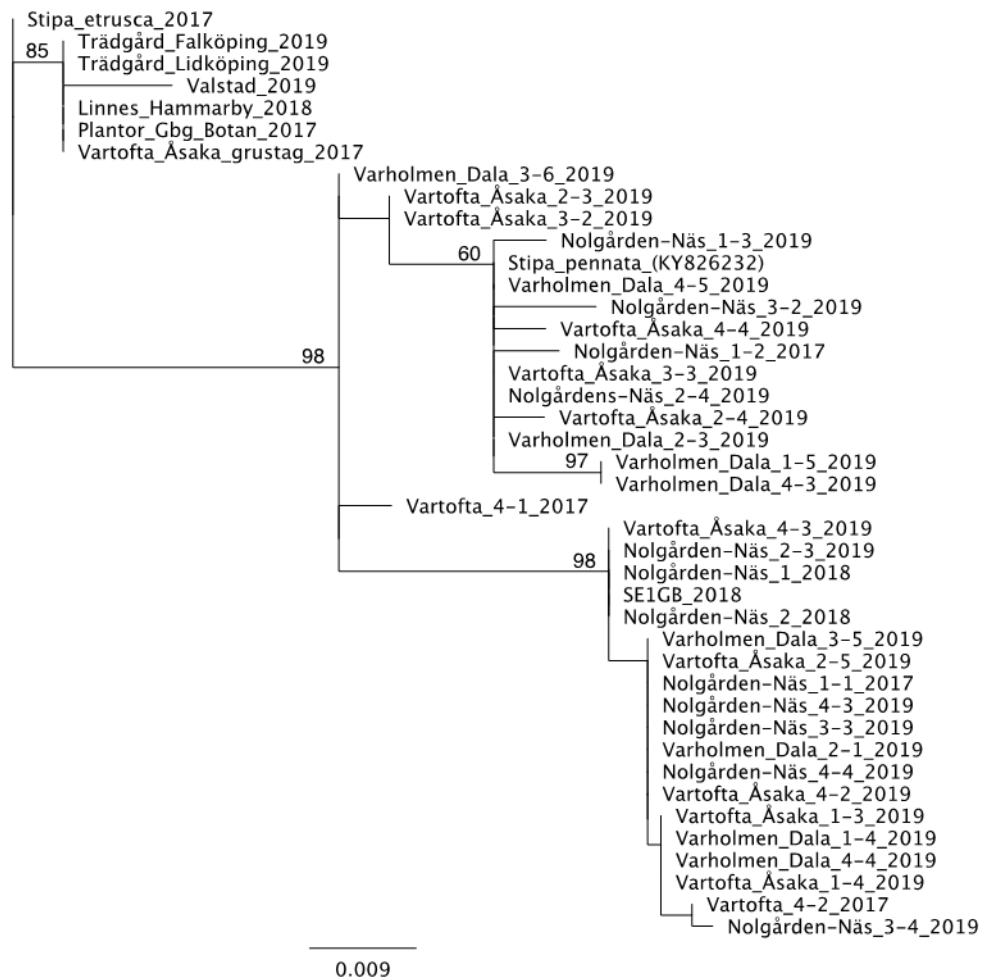 Stipa_etrusca_2017
Trädgård_Falköping_2019
85
Trädgård_Lidköping_2019
Valstad_2019
Linnes_Hammarby_2018
Plantor_Gbg_Botan_2017
Vartofta_Åsaka_grustag_2017
Varholmen_Dala_3-6_2019
Vartofta_Åsaka_2-3_2019
Vartofta_Åsaka_3-2_2019
Nolgården-Näs_1-3_2019
60
Stipa_pennata_(KY826232)
Varholmen_Dala_4-5_2019
Nolgården-Näs_3-2_2019
Vartofta_Åsaka_4-4_2019
Nolgården-Näs_1-2_2017
98
Vartofta_Åsaka_3-3_2019
Nolgårdens-Näs_2-4_2019
Vartofta_Åsaka_2-4_2019
Varholmen_Dala_2-3_2019
97
Varholmen_Dala_1-5_2019
Varholmen_Dala_4-3_2019
Vartofta_4-1_2017
Vartofta_Åsaka_4-3_2019
Nolgården-Näs_2-3_2019
98
Nolgården-Näs_1_2018
SE1GB_2018
Nolgården-Näs_2_2018
Varholmen_Dala_3-5_2019
Vartofta_Åsaka_2-5_2019
Nolgården-Näs_1-1_2017
Nolgården-Näs_4-3_2019
Nolgården-Näs_3-3_2019
Varholmen_Dala_2-1_2019
Nolgården-Näs_4-4_2019
Vartofta_Åsaka_4-2_2019
Vartofta_Åsaka_1-3_2019
Varholmen_Dala_1-4_2019
Varholmen_Dala_4-4_2019
Vartofta_Åsaka_1-4_2019
Vartofta_4-2_2017
Nolgården-Näs_3-4_2019
0.009